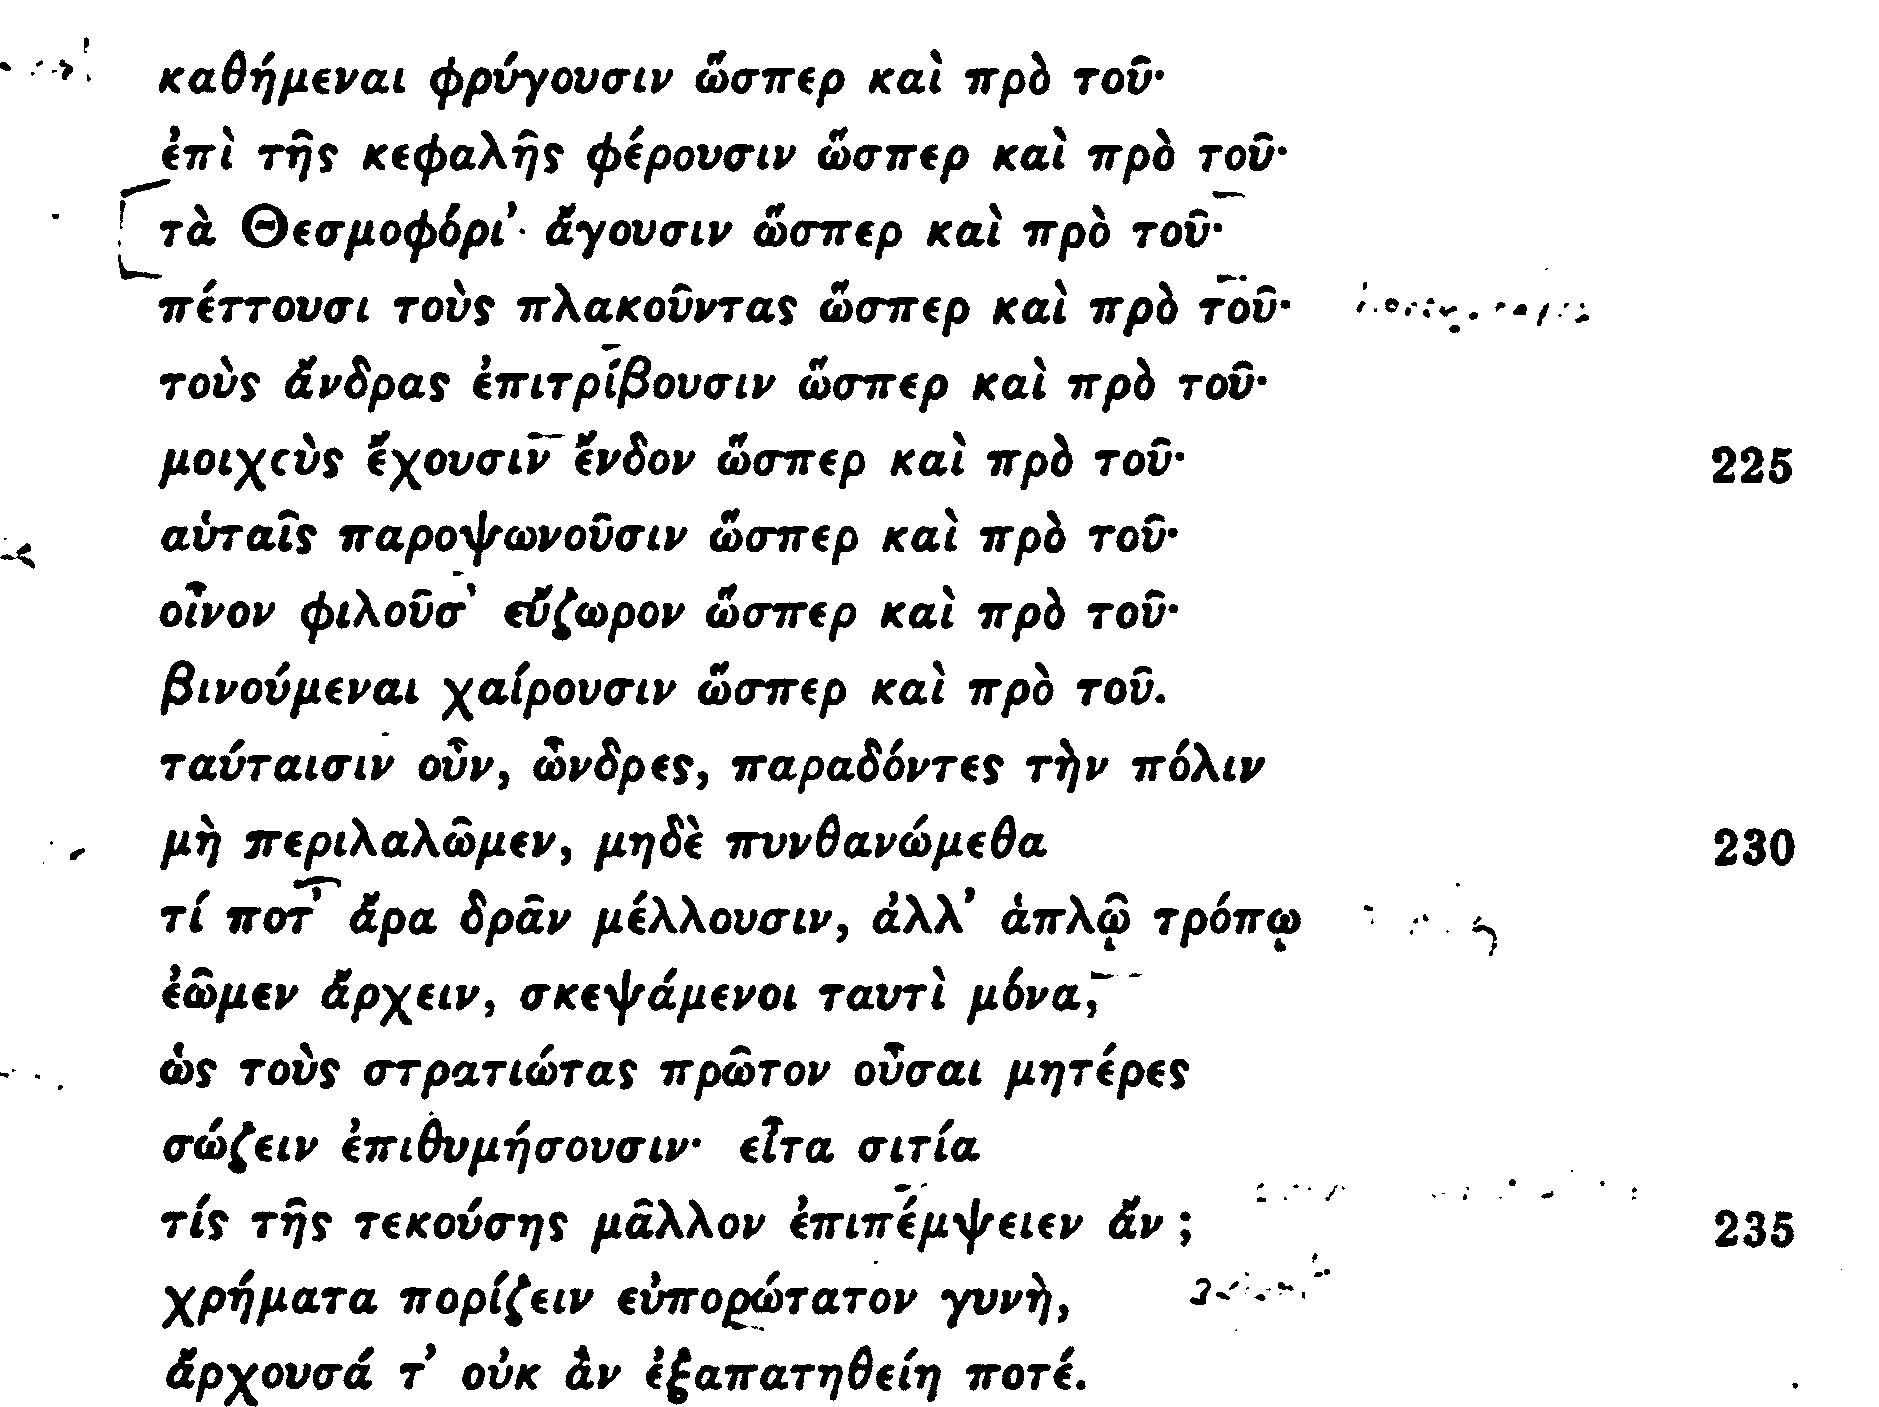 καθήμεναι φρύγουσιν ὥσπερ καὶ πρὸ τοῦ·
ἐπὶ τῆς κεφαλῆς φέρουσιν ὥσπερ καὶ πρὸ τοῦ·
τὰ Θεσμοφόρι’ ἄγουσιν ὥσπερ καὶ πρὸ τοῦ·
πέττουσι τοὺς πλακοῦντας ὥσπερ καὶ πρὸ τοῦ·
τοὺς ἄνδρας ἐπιτρίβουσιν ὥσπερ καὶ πρὸ τοῦ·
μοιχοὺς ἔχουσιν ἔνδον ὥσπερ καὶ πρὸ τοῦ· 225
αὑταῖς παροψωνοῦσιν ὥσπερ καὶ πρὸ τοῦ·
οἶνον φιλοῦσ’ εὔζωρον ὥσπερ καὶ πρὸ τοῦ·
βινούμεναι χαίρουσιν ὥσπερ καὶ πρὸ τοῦ.
ταύταισιν οὖν, ὦνδρες, παραδόντες τὴν πόλιν
μὴ περιλαλῶμεν, μηδὲ πυνθανώμεθα 230
τί ποτ’ ἄρα δρᾶν μέλλουσιν, ἀλλ’ ἁπλῷ τρόπῳ
ἐῶμεν ἄρχειν, σκεψάμενοι ταυτὶ μόνα,
ὡς τοὺς στρατιώτας πρῶτον οὖσαι μητέρες
σώζειν ἐπιθυμήσουσιν· εἶτα σιτία
τίς τῆς τεκούσης μᾶλλον ἐπιπέμψειεν ἄν; 235
χρήματα πορίζειν εὐπορώτατον γυνὴ,
ἄρχουσά τ’ οὐκ ἂν ἐξαπατηθείη ποτέ.